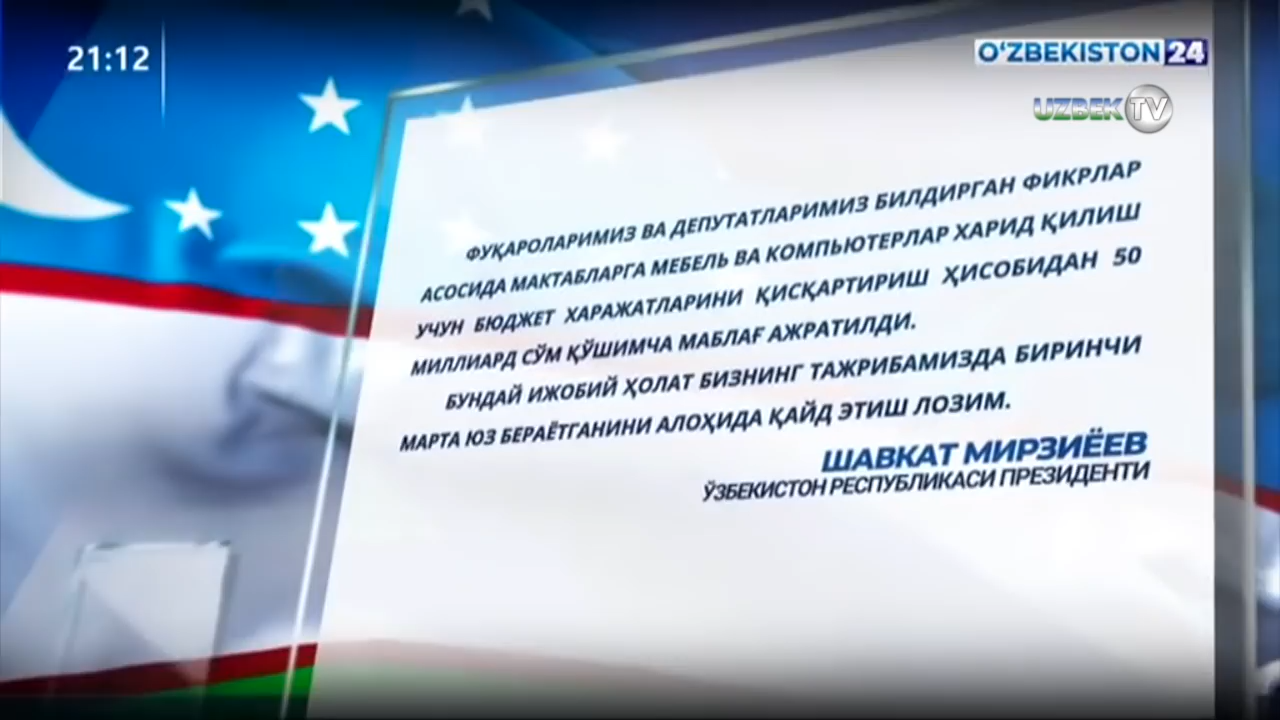 21:12
O‘ZBEKISTON 24
UZBEK TV
ФУҚАРОЛАРИМИЗ ВА ДЕПУТАТЛАРИМИЗ БИЛДИРГАН ФИКРЛАР
АСОСИДА МАКТАБЛАРГА МЕБЕЛЬ ВА КОМПЬЮТЕРЛАР ХАРИД ҚИЛИШ
УЧУН БЮДЖЕТ ХАРАЖАТЛАРИНИ ҚИСҚАРТИРИШ ҲИСОБИДАН 50
МИЛЛИАРД СЎМ ҚЎШИМЧА МАБЛАҒ АЖРАТИЛДИ.
БУНДАЙ ИЖОБИЙ ҲОЛАТ БИЗНИНГ ТАЖРИБАМИЗДА БИРИНЧИ
МАРТА ЮЗ БЕРАЁТГАНИНИ АЛОҲИДА ҚАЙД ЭТИШ ЛОЗИМ.
ШАВКАТ МИРЗИЁЕВ
ЎЗБЕКИСТОН РЕСПУБЛИКАСИ ПРЕЗИДЕНТИ